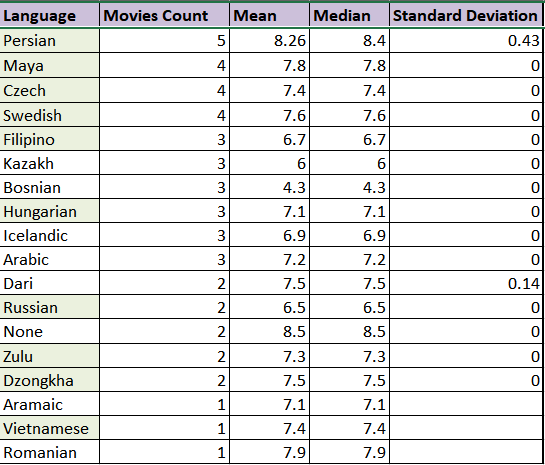 Language Movies Count Mean Median Standard Deviation
Persian 5 8.26 8.4 0.43
Maya 4 7.8 7.8 0
Czech 4 7.4 7.4 0
Swedish 4 7.6 7.6 0
Filipino 3 6.7 6.7 0
Kazakh 3 6 6 0
Bosnian 3 4.3 4.3 0
Hungarian 3 7.1 7.1 0
Icelandic 3 6.9 6.9 0
Arabic 3 7.2 7.2 0
Dari 2 7.5 7.5 0.14
Russian 2 6.5 6.5 0
None 2 8.5 8.5 0
Zulu 2 7.3 7.3 0
Dzongkha 2 7.5 7.5 0
Aramaic 1 7.1 7.1
Vietnamese 1 7.4 7.4
Romanian 1 7.9 7.9